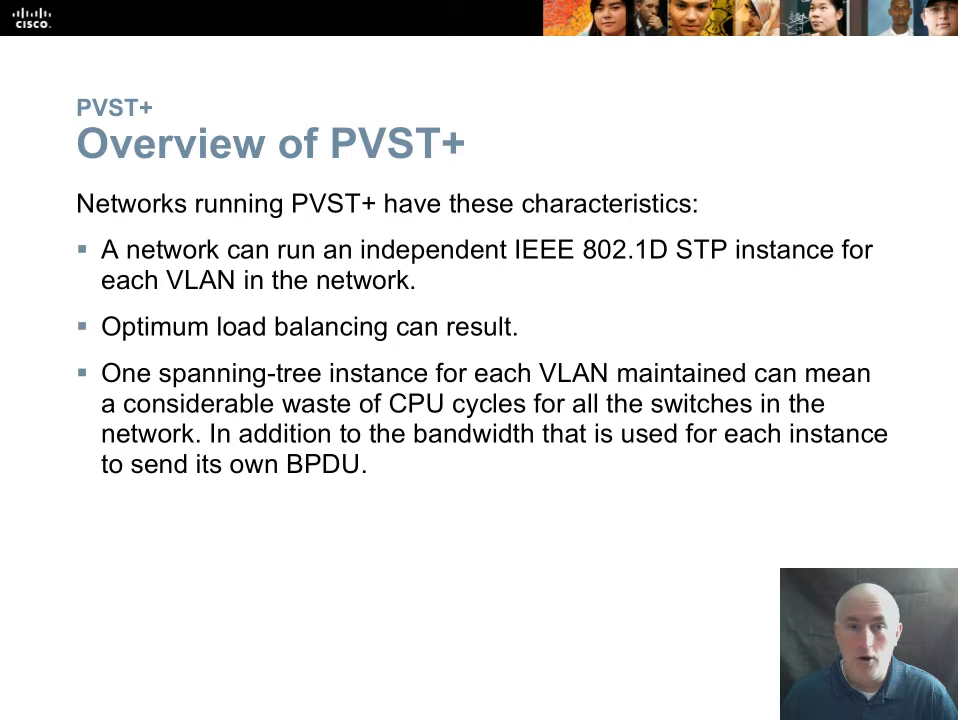 cisco.
PVST+
Overview of PVST+
Networks running PVST+ have these characteristics:
▪ A network can run an independent IEEE 802.1D STP instance for
each VLAN in the network.
▪ Optimum load balancing can result.
▪ One spanning-tree instance for each VLAN maintained can mean
a considerable waste of CPU cycles for all the switches in the
network. In addition to the bandwidth that is used for each instance
to send its own BPDU.